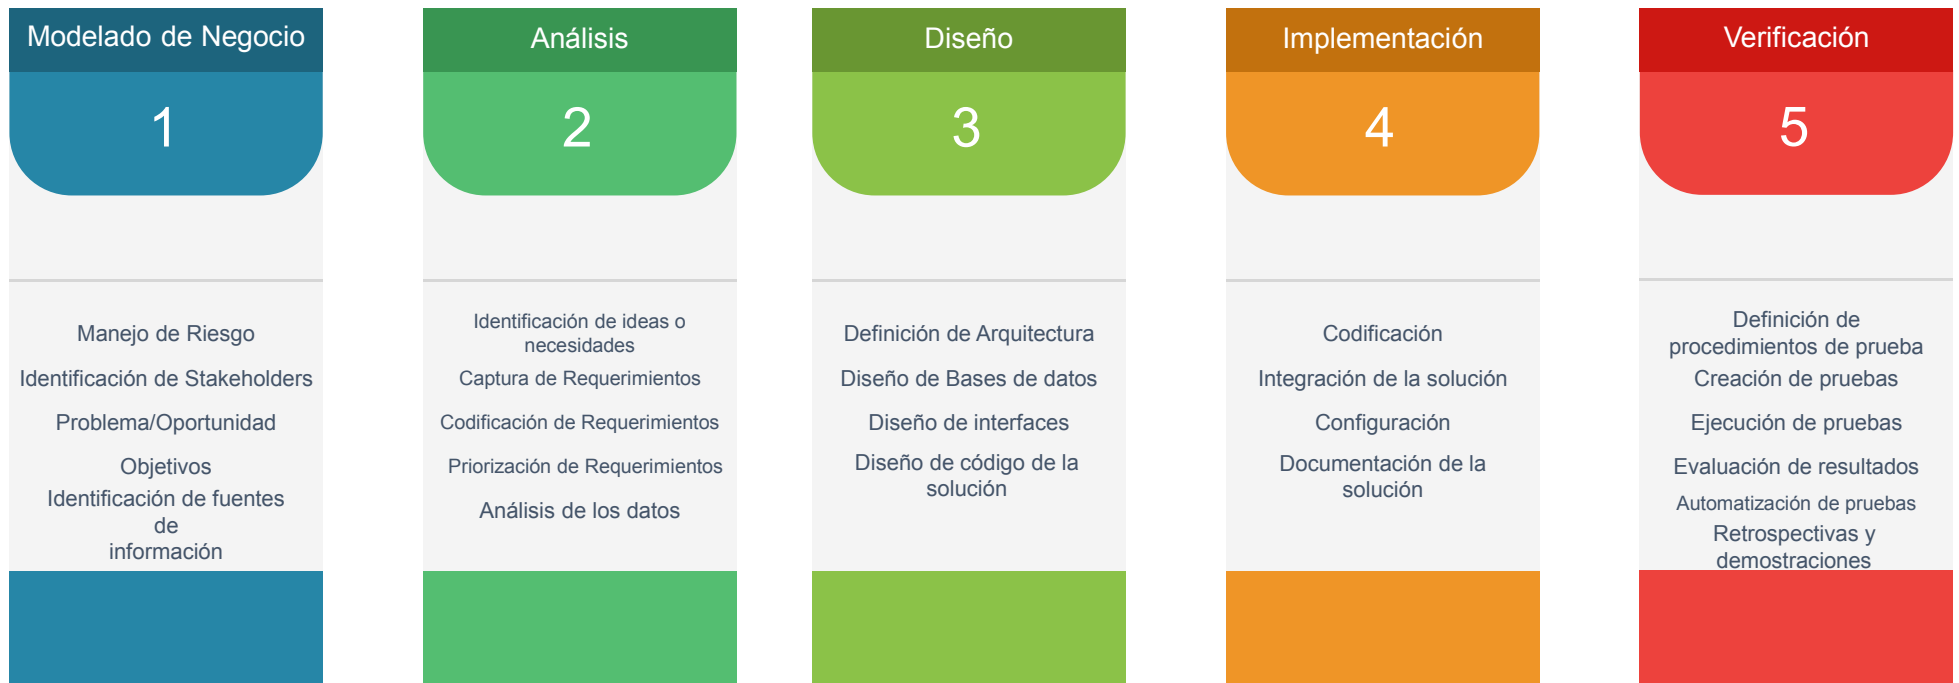 Modelado de Negocio
1
Manejo de Riesgo
Identificación de Stakeholders
Problema/Oportunidad
Objetivos
Identificación de fuentes
de
información
Análisis
2
Identificación de ideas o
necesidades
Captura de Requerimientos
Codificación de Requerimientos
Priorización de Requerimientos
Análisis de los datos
Diseño
3
Definición de Arquitectura
Diseño de Bases de datos
Diseño de interfaces
Diseño de código de la
solución
Implementación
4
Codificación
Integración de la solución
Configuración
Documentación de la
solución
Verificación
5
Definición de
procedimientos de prueba
Creación de pruebas
Ejecución de pruebas
Evaluación de resultados
Automatización de pruebas
Retrospectivas y
demostraciones